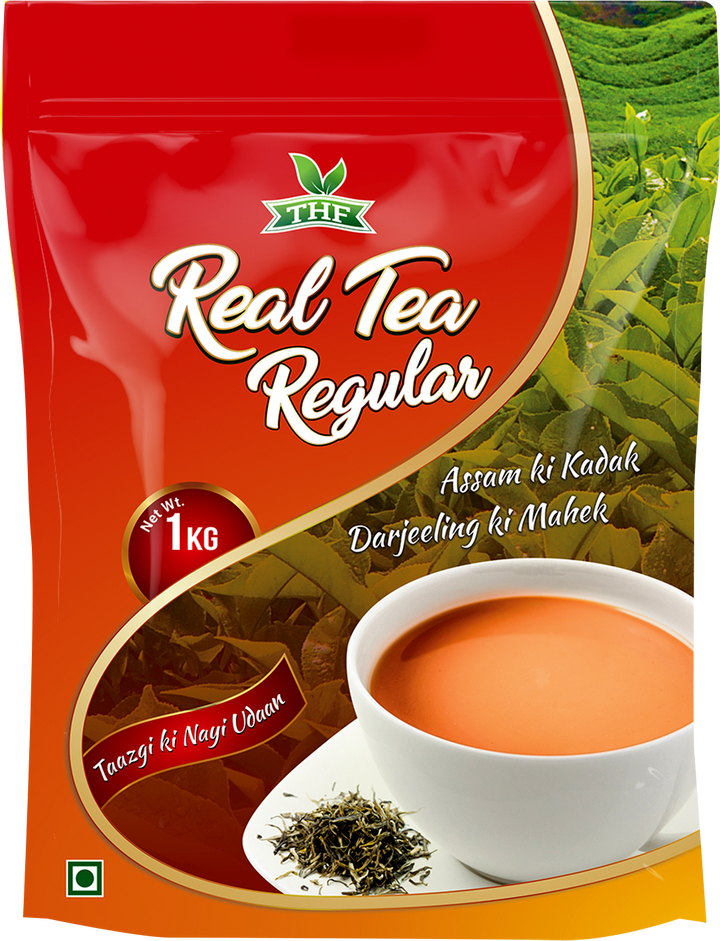 THF
Real Tea
Regular
Assam ki Kadak
Darjeeling ki Mahek
Net Wt.
1KG
Taazgi ki Nayi Udaan